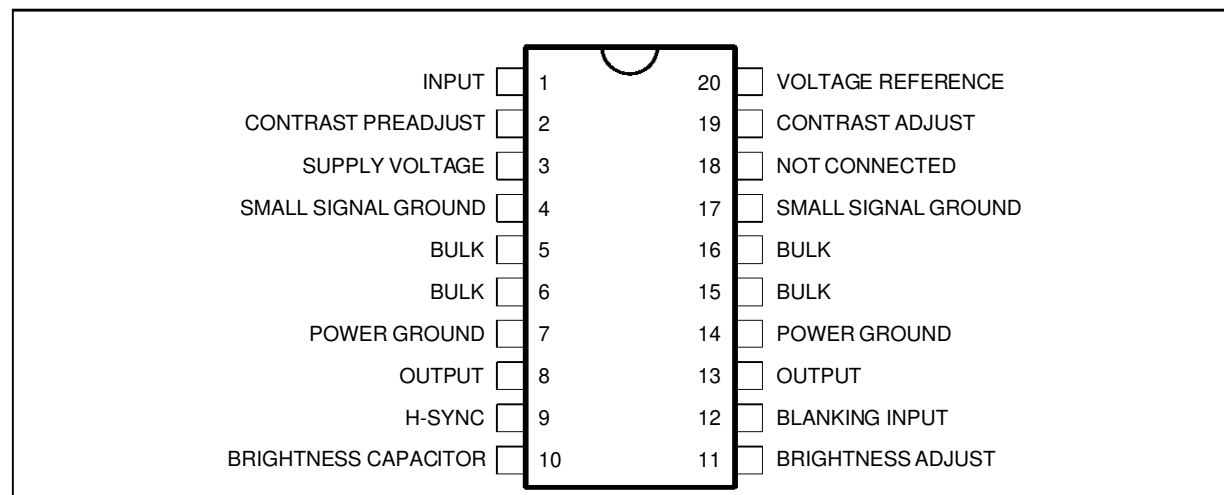 INPUT 1 20 VOLTAGE REFERENCE
CONTRAST PREADJUST 2 19 CONTRAST ADJUST
SUPPLY VOLTAGE 3 18 NOT CONNECTED
SMALL SIGNAL GROUND 4 17 SMALL SIGNAL GROUND
BULK 5 16 BULK
BULK 6 15 BULK
POWER GROUND 7 14 POWER GROUND
OUTPUT 8 13 OUTPUT
H-SYNC 9 12 BLANKING INPUT
BRIGHTNESS CAPACITOR 10 11 BRIGHTNESS ADJUST